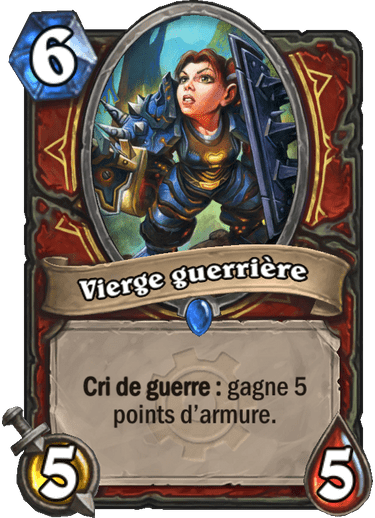 6
Vierge guerrière
Cri de guerre : gagne 5
points d’armure.
5
5